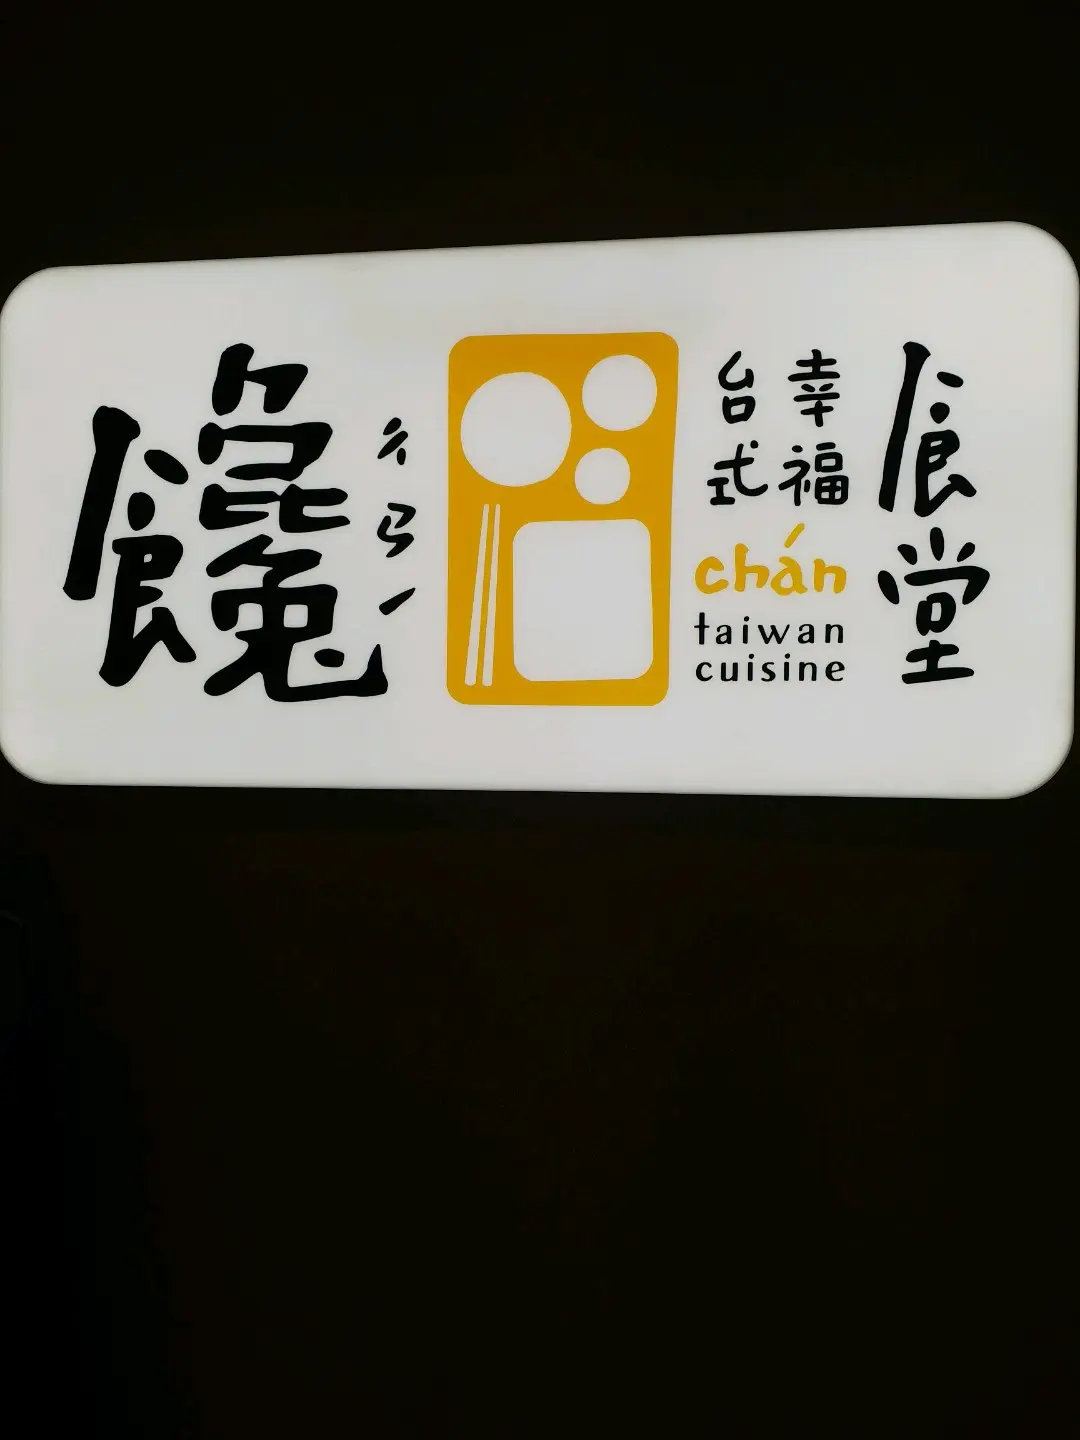 饞
ㄔㄢˊ
幸福
台式
chán
taiwan
cuisine
食堂